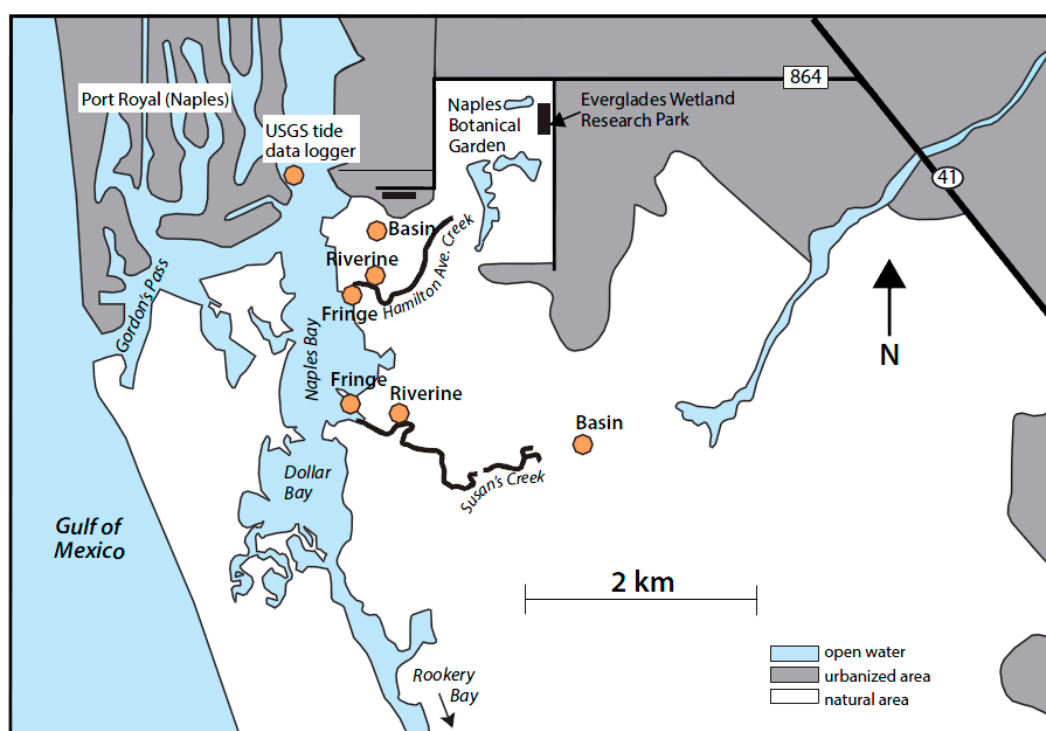 Port Royal (Naples)
USGS tide
data logger
Naples
Botanical
Garden
Everglades Wetland
Research Park
864
41
Basin
Riverine
Hamilton Ave. Creek
Fringe
Gordon's Pass
Naples Bay
N
Fringe
Riverine
Basin
Susan's Creek
Dollar
Bay
Gulf of
Mexico
2 km
Rookery
Bay
open water
urbanized area
natural area